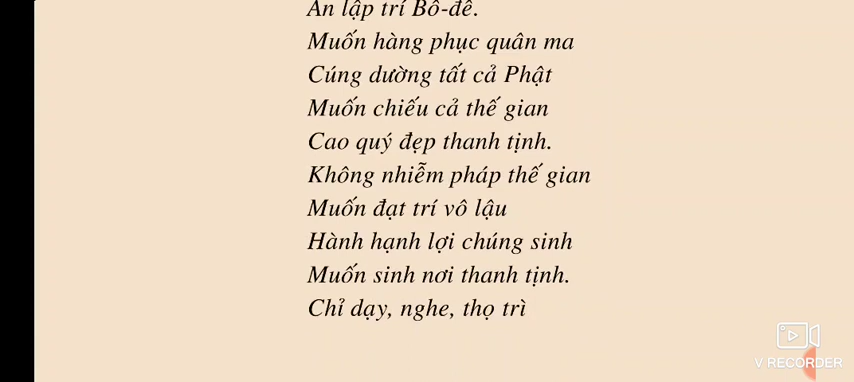 An lập trí Bồ-đề.
Muốn hàng phục quân ma
Cúng dường tất cả Phật
Muốn chiếu cả thế gian
Cao quý đẹp thanh tịnh.
Không nhiễm pháp thế gian
Muốn đạt trí vô lậu
Hành hạnh lợi chúng sinh
Muốn sinh nơi thanh tịnh.
Chỉ dạy, nghe, thọ trì
V RECORDER